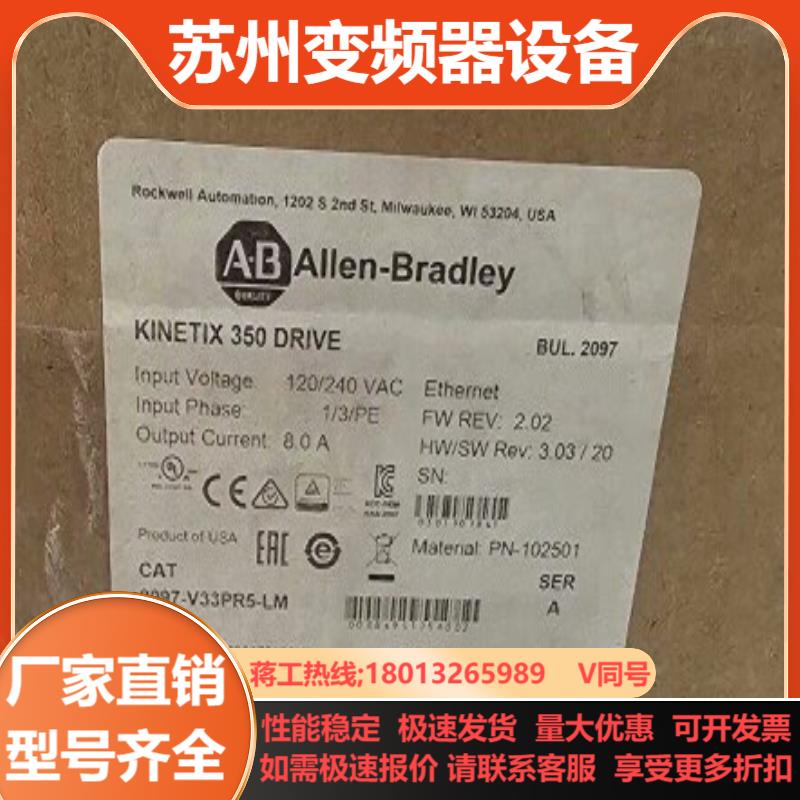 苏州变频器设备
Rockwell Automation, 1202 S 2nd St, Milwaukee, WI 53204, USA
A·B Allen-Bradley
QUALITY
KINETIX 350 DRIVE BUL. 2097
Input Voltage: 120/240 VAC Ethernet
Input Phase: 1/3/PE FW REV: 2.02
Output Current: 8.0 A HW/SW Rev: 3.03 / 20
SN:
UL
CE
Product of USA EAC Material: PN-102501
CAT SER
-V33PR5-LM A
厂家直销
型号齐全
蒋工热线;18013265989 V同号
性能稳定 极速发货 量大优惠 可开发票
如需极速报价 请联系客服 享受更多折扣